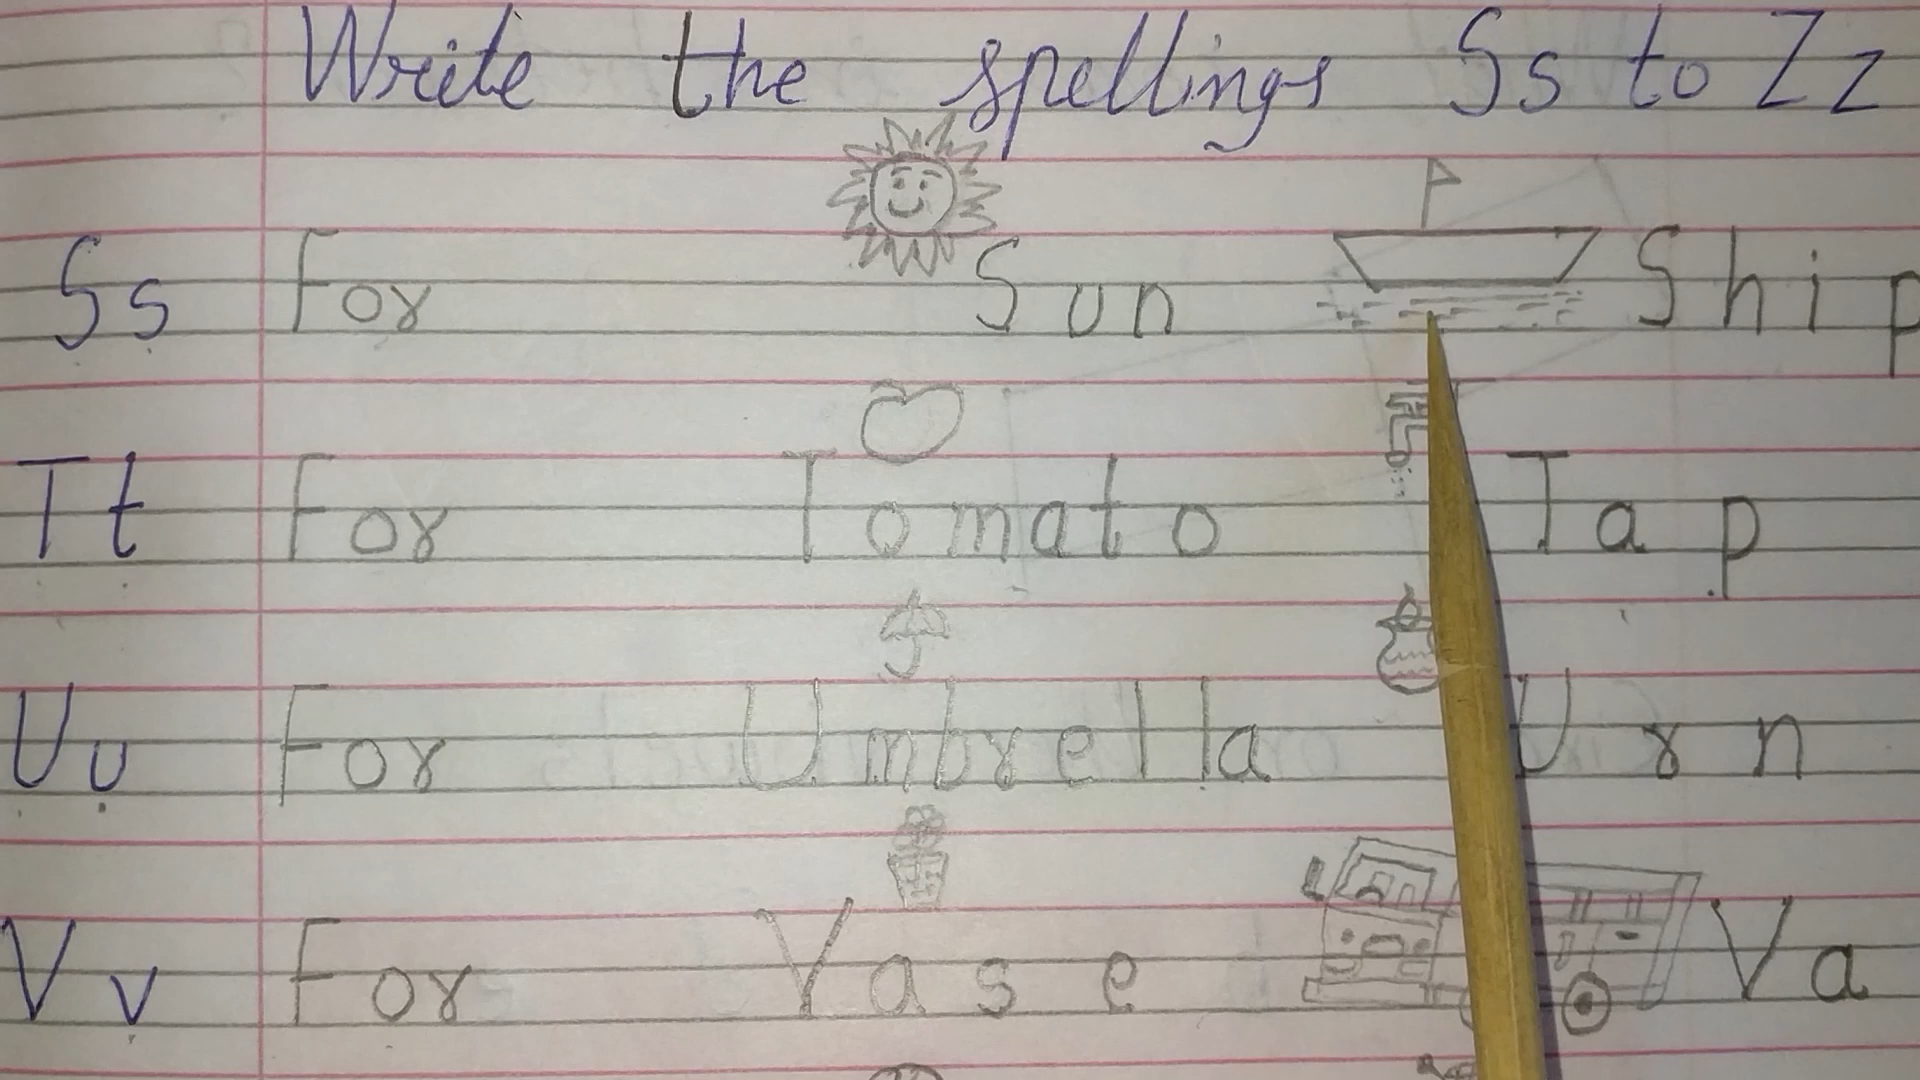 Write the spellings Ss to Zz
Ss For Sun Ship
Tt For Tomato Tap
Uu For Umbrella Urn
Vv For Vase Va